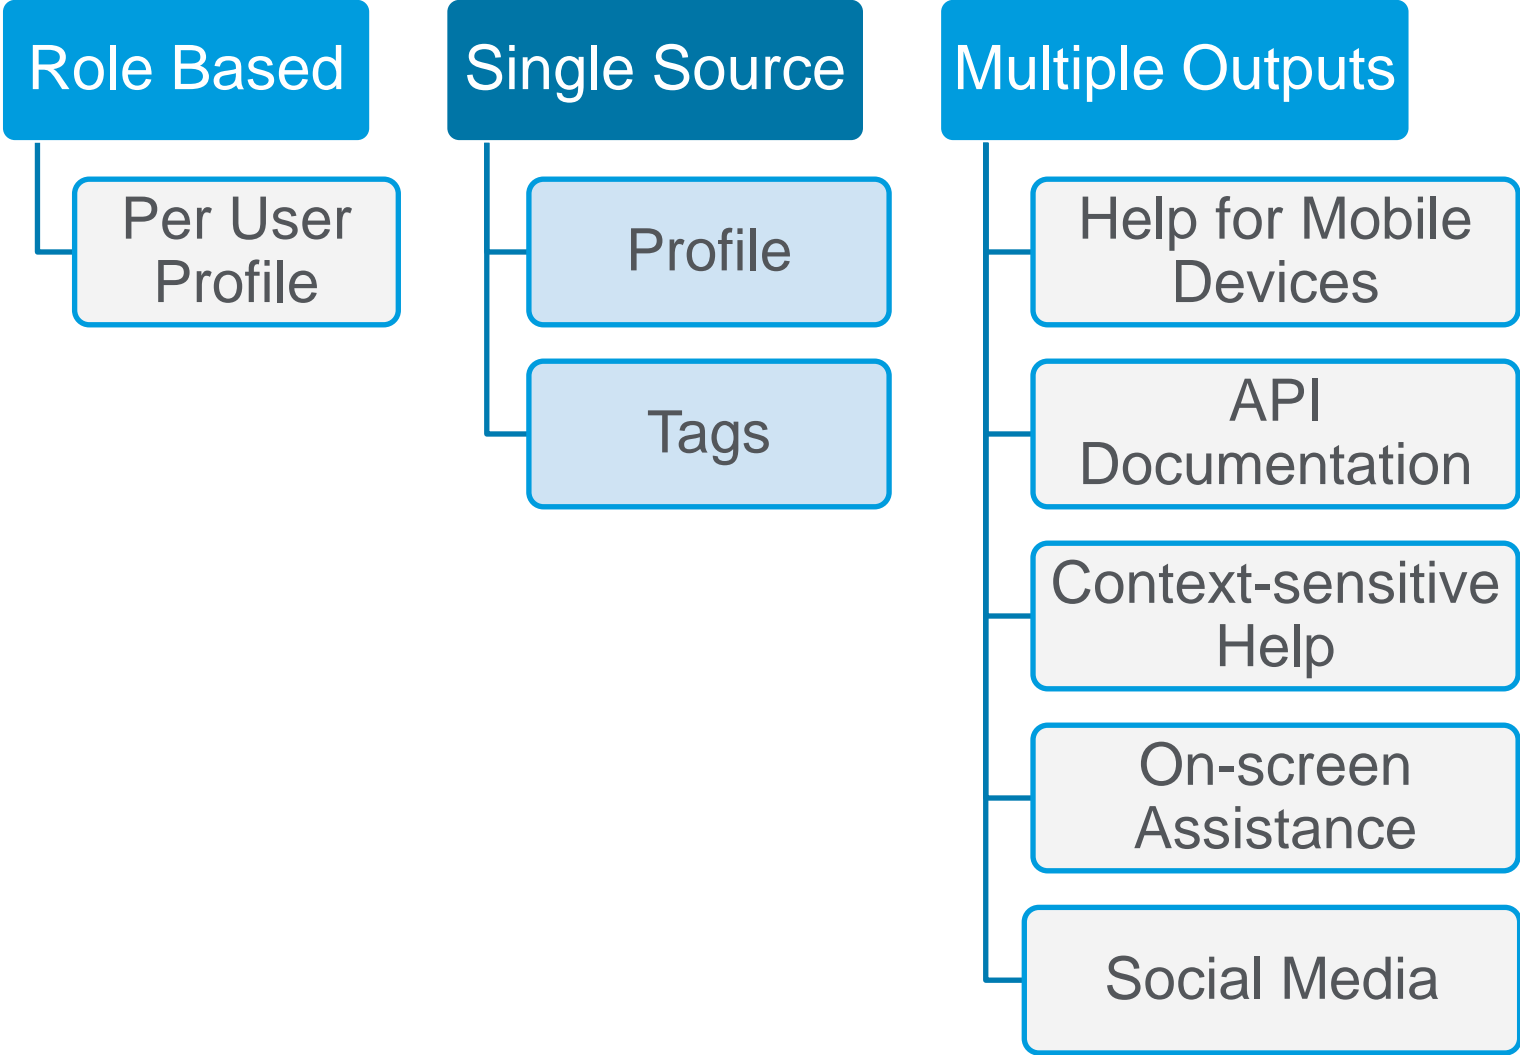 Role Based
Per User
Profile
Single Source
Profile
Tags
Multiple Outputs
Help for Mobile
Devices
API
Documentation
Context-sensitive
Help
On-screen
Assistance
Social Media